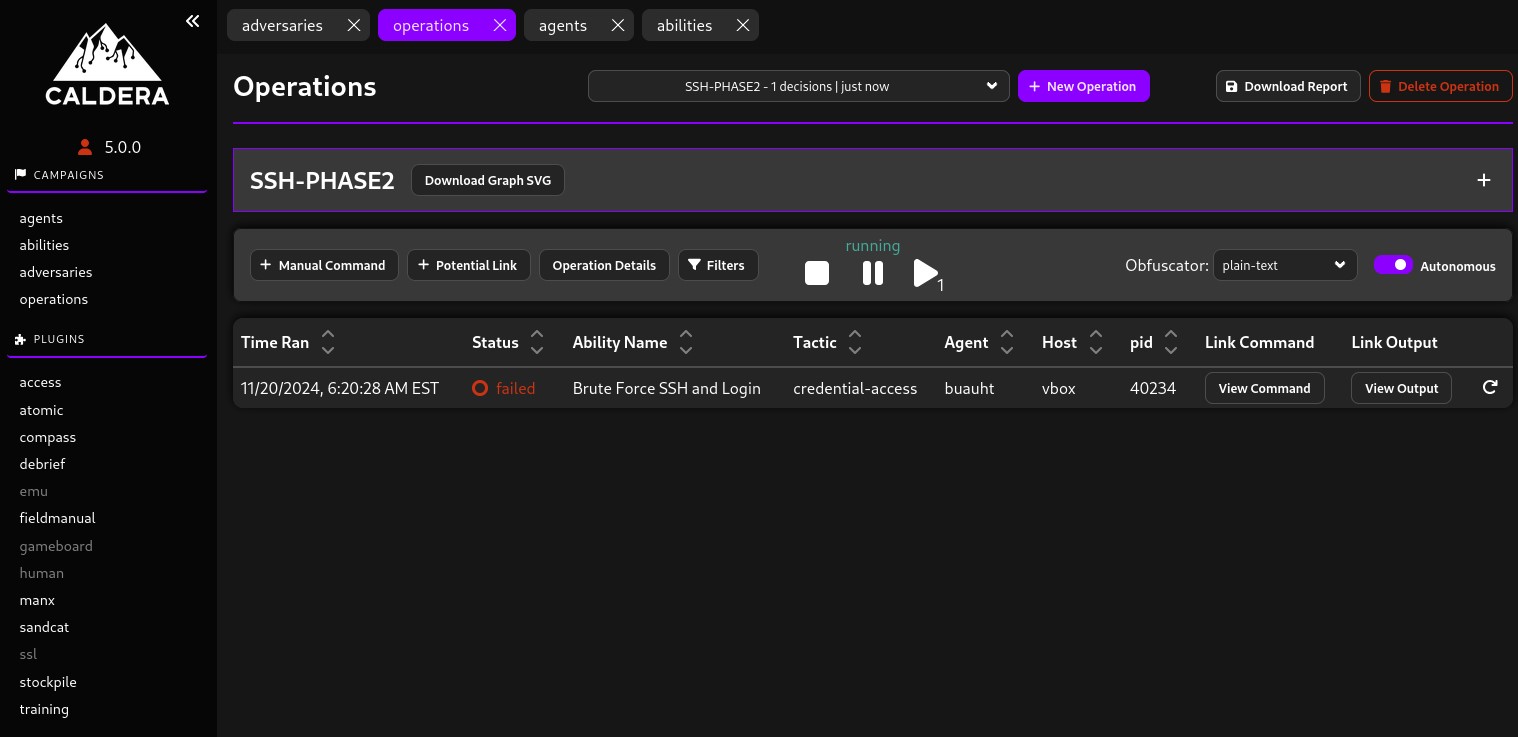 adversaries operations agents abilities
CALDERA
5.0.0
CAMPAIGNS
agents
abilities
adversaries
operations
PLUGINS
access
atomic
compass
debrief
emu
fieldmanual
gameboard
human
manx
sandcat
ssl
stockpile
training
Operations SSH-PHASE2 - 1 decisions | just now + New Operation Download Report Delete Operation
SSH-PHASE2 Download Graph SVG +
running
+ Manual Command + Potential Link Operation Details Filters 1 Obfuscator: plain-text Autonomous
Time Ran Status Ability Name Tactic Agent Host pid Link Command Link Output
11/20/2024, 6:20:28 AM EST failed Brute Force SSH and Login credential-access buauht vbox 40234 View Command View Output